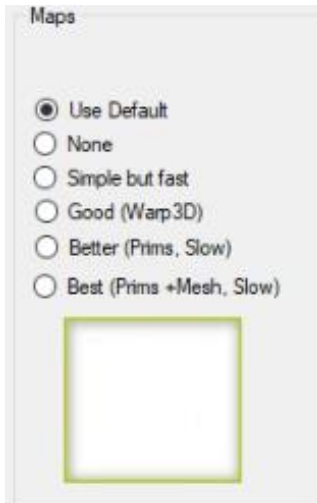 Maps
Use Default
None
Simple but fast
Good (Warp3D)
Better (Prims, Slow)
Best (Prims +Mesh, Slow)